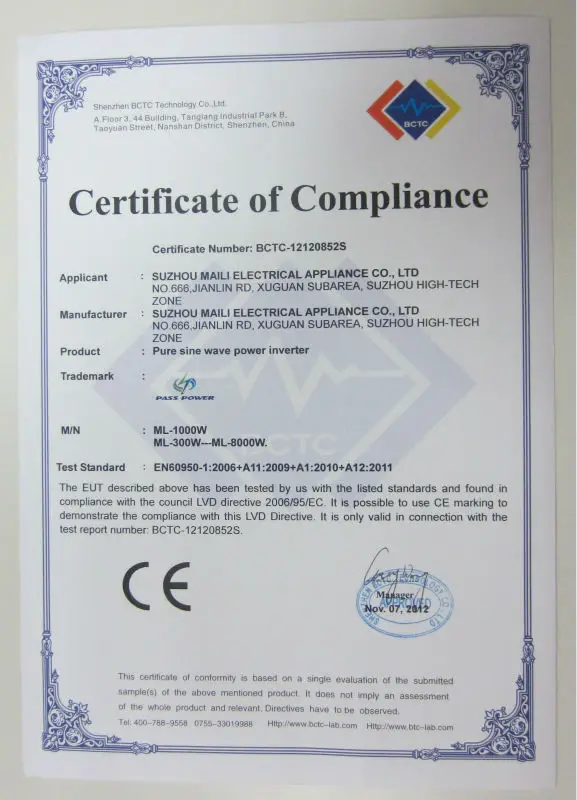 Shenzhen BCTC Technology Co.,Ltd.
A.Floor 3, 44 Building, Tanglang Industrial Park B,
Taoyuan Street, Nanshan District, Shenzhen, China
BCTC
Certificate of Compliance
Certificate Number: BCTC-12120852S
Applicant : SUZHOU MAILI ELECTRICAL APPLIANCE CO., LTD
NO.666,JIANLIN RD, XUGUAN SUBAREA, SUZHOU HIGH-TECH
ZONE
Manufacturer : SUZHOU MAILI ELECTRICAL APPLIANCE CO., LTD
NO.666,JIANLIN RD, XUGUAN SUBAREA, SUZHOU HIGH-TECH
ZONE
Product : Pure sine wave power inverter
Trademark :
PASS POWER
M/N : ML-1000W
ML-300W---ML-8000W.
BCTC
Test Standard : EN60950-1:2006+A11:2009+A1:2010+A12:2011
The EUT described above has been tested by us with the listed standards and found in
compliance with the council LVD directive 2006/95/EC. It is possible to use CE marking to
demonstrate the compliance with this LVD Directive. It is only valid in connection with the
test report number: BCTC-12120852S.
CE
Manager
APPROVED
Nov. 07, 2012
This certificate of conformity is based on a single evaluation of the submitted
sample(s) of the above mentioned product. It does not imply an assessment
of the whole product and relevant. Directives have to be observed.
Tel: 400-788-9558 0755-33019988 Http://www.bctc-lab.com Http://www.btc-lab.com